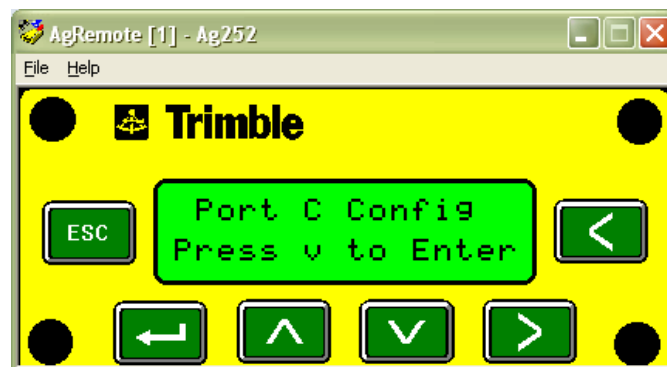 AgRemote [1] - Ag252
File Help
Trimble
Port C Config
Press v to Enter
ESC